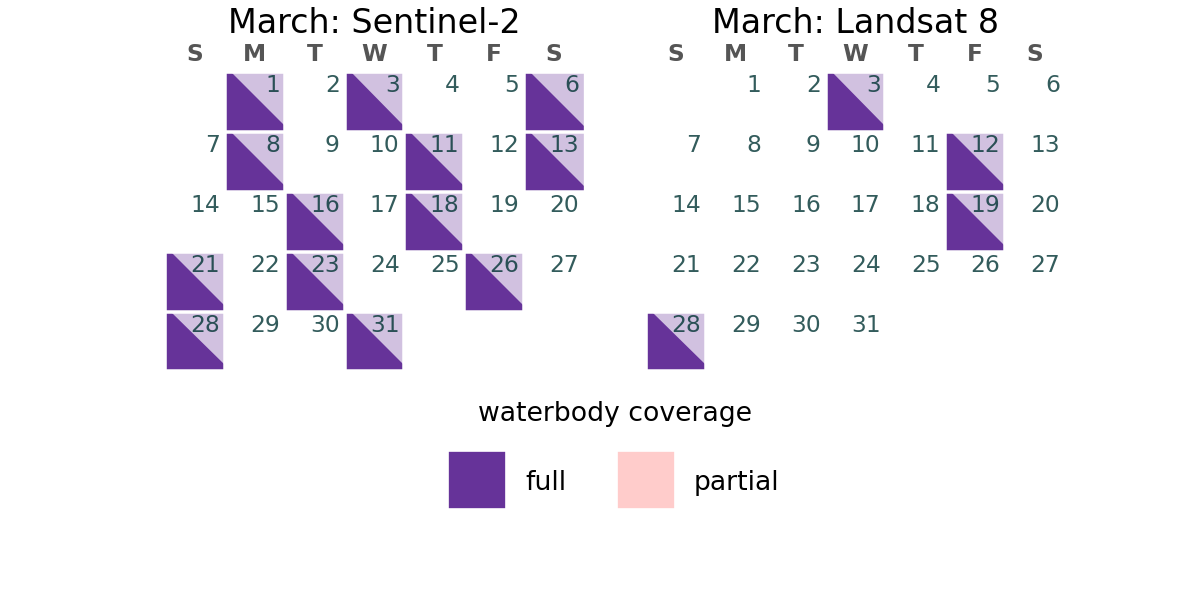 March: Sentinel-2
S M T W T F S
1 2 3 4 5 6
7 8 9 10 11 12 13
14 15 16 17 18 19 20
21 22 23 24 25 26 27
28 29 30 31
March: Landsat 8
S M T W T F S
1 2 3 4 5 6
7 8 9 10 11 12 13
14 15 16 17 18 19 20
21 22 23 24 25 26 27
28 29 30 31
waterbody coverage
full partial